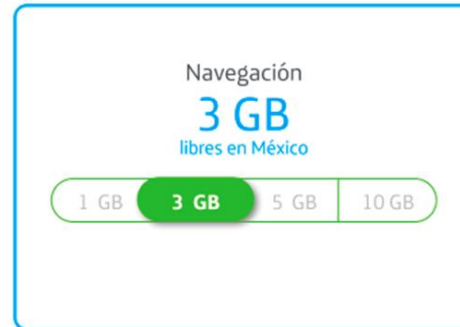 Navegación
3 GB
libres en México
1 GB 3 GB 5 GB 10 GB